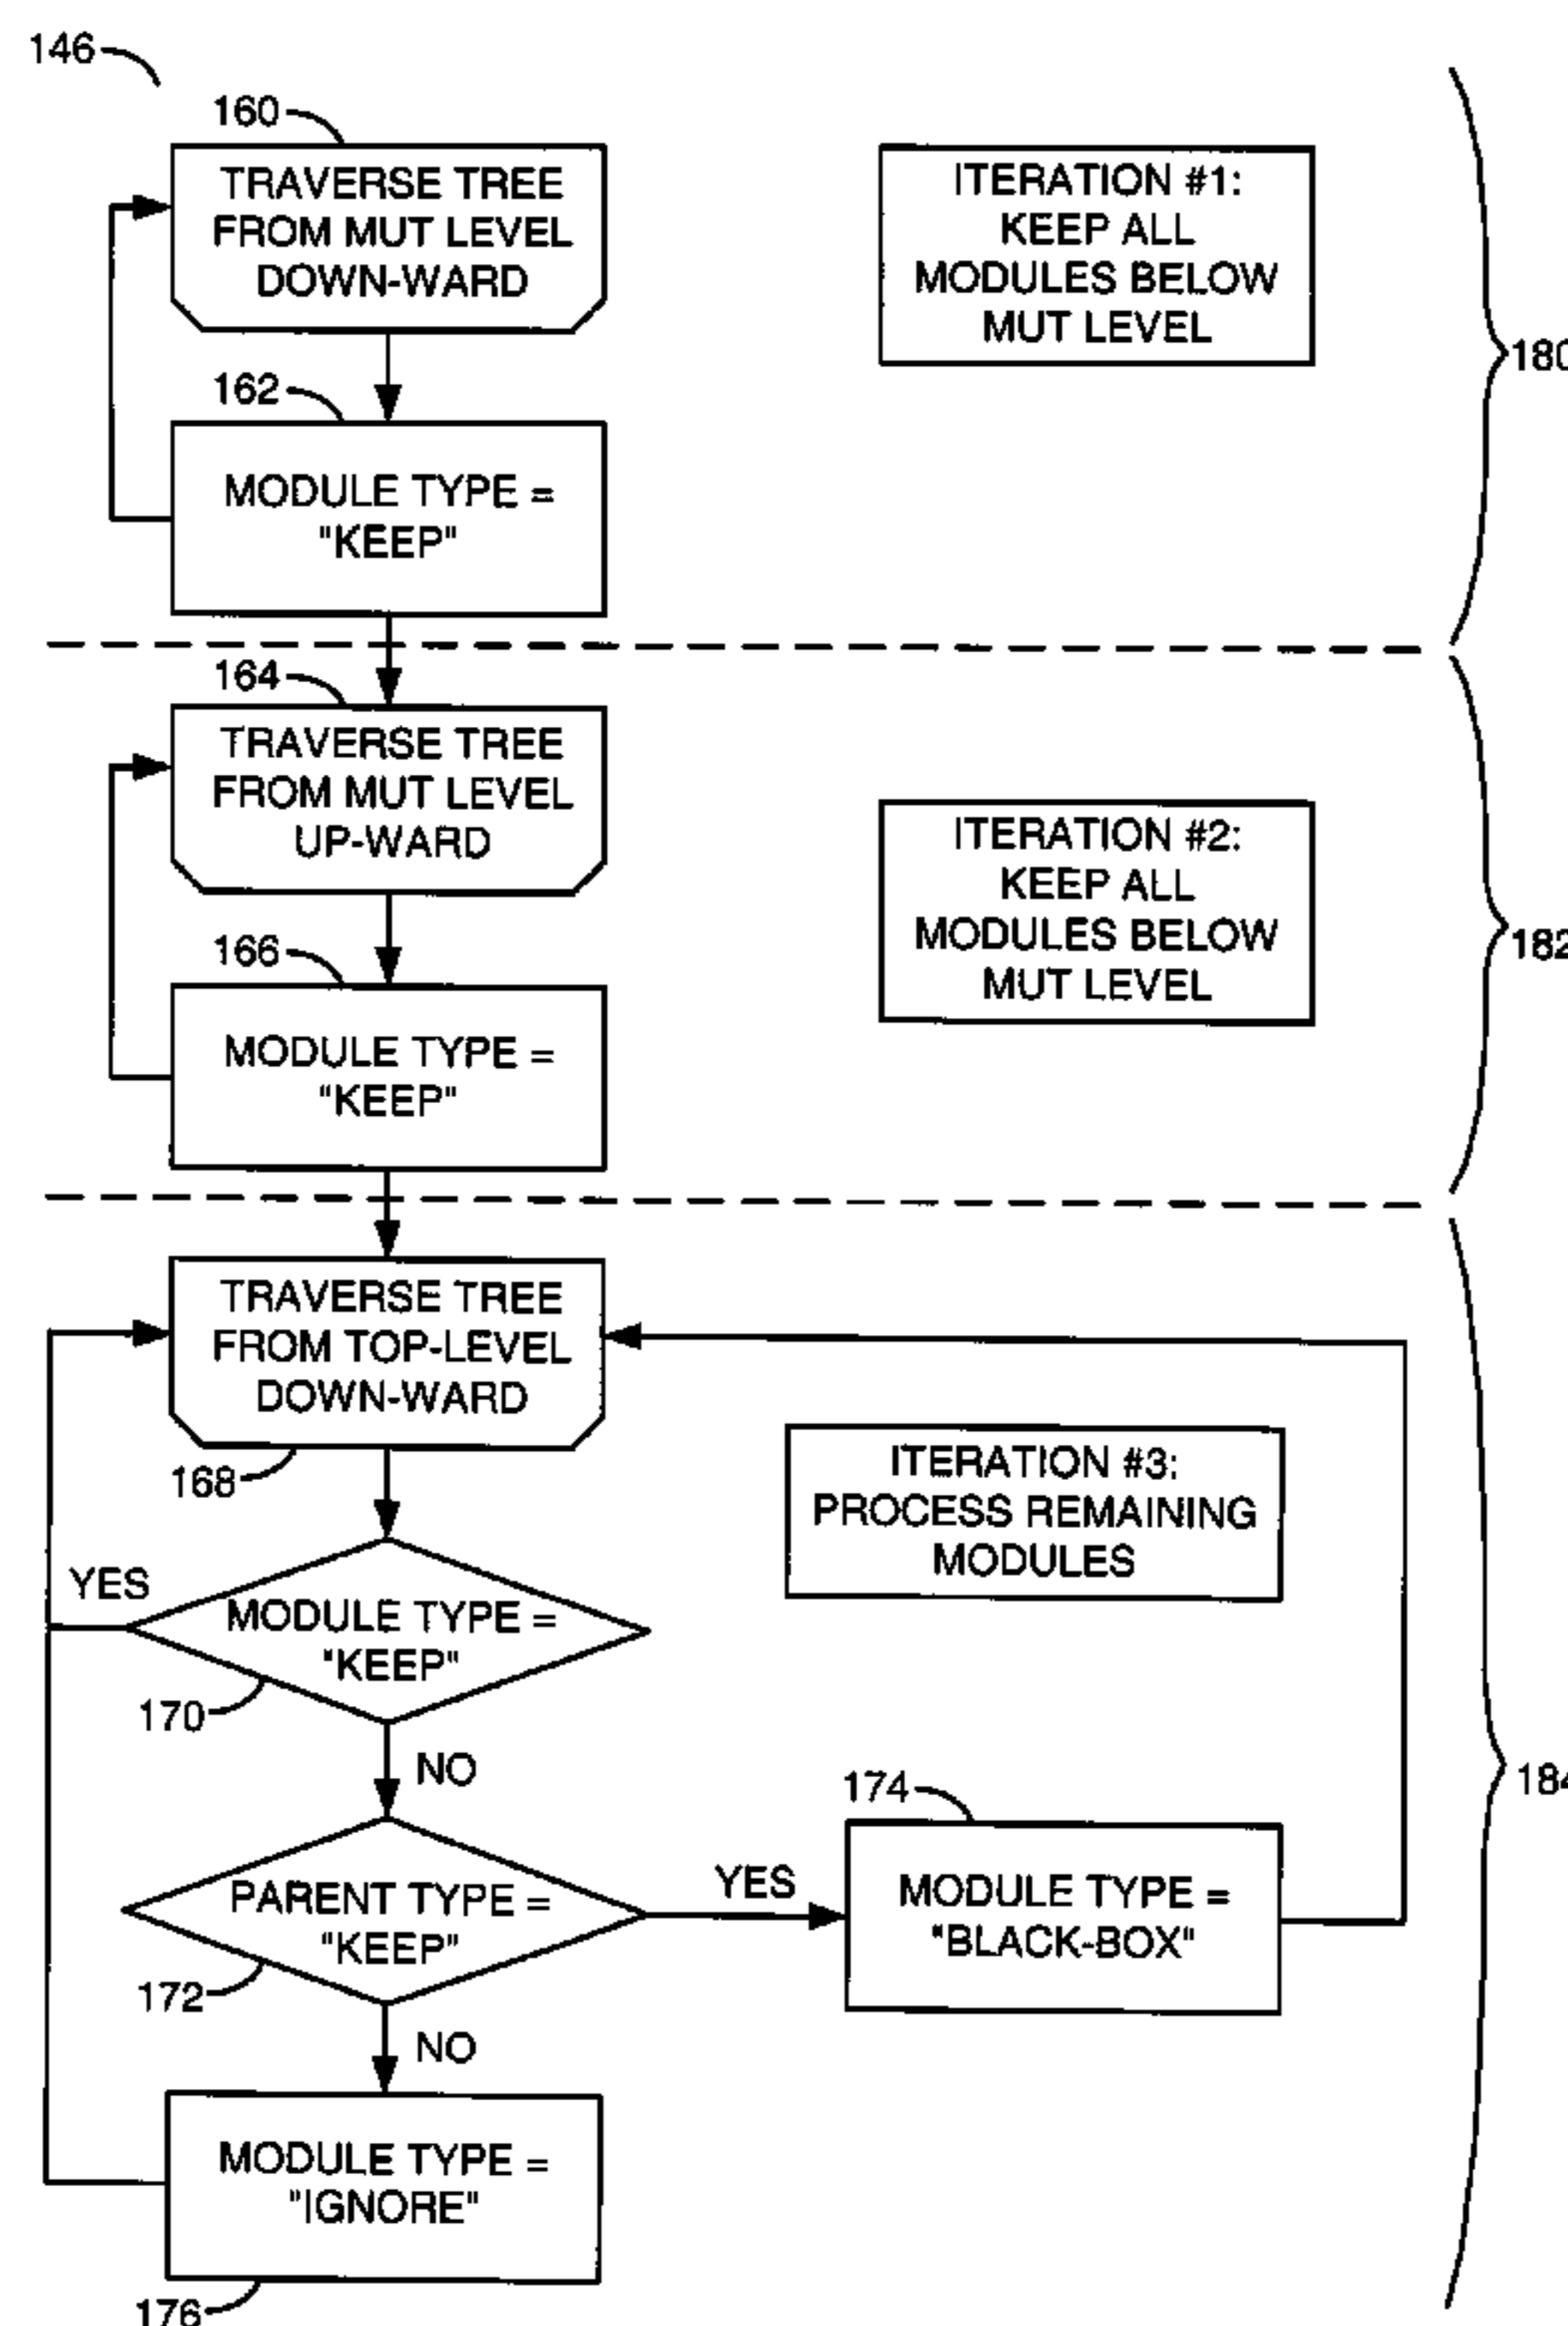 146
160
TRAVERSE TREE
FROM MUT LEVEL
DOWN-WARD
ITERATION #1:
KEEP ALL
MODULES BELOW
MUT LEVEL
180
162
MODULE TYPE =
"KEEP"
164
TRAVERSE TREE
FROM MUT LEVEL
UP-WARD
ITERATION #2:
KEEP ALL
MODULES BELOW
MUT LEVEL
182
166
MODULE TYPE =
"KEEP"
TRAVERSE TREE
FROM TOP-LEVEL
DOWN-WARD
168
ITERATION #3:
PROCESS REMAINING
MODULES
YES
MODULE TYPE =
"KEEP"
170
NO
184
174
PARENT TYPE =
"KEEP"
YES
MODULE TYPE =
"BLACK-BOX"
172
NO
MODULE TYPE =
"IGNORE"
176